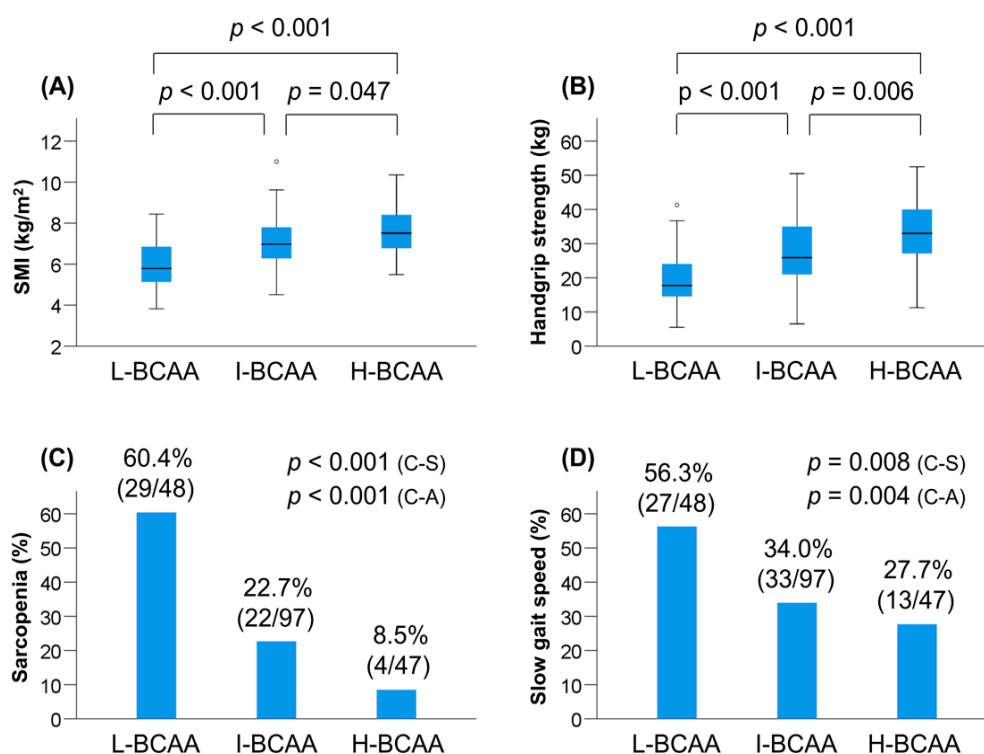 (A)
p < 0.001
p < 0.001
p = 0.047
SMI (kg/m²)
12
10
8
6
4
2
L-BCAA
I-BCAA
H-BCAA
(B)
p < 0.001
p < 0.001
p = 0.006
Handgrip strength (kg)
60
50
40
30
20
10
0
L-BCAA
I-BCAA
H-BCAA
(C)
p < 0.001 (C-S)
p < 0.001 (C-A)
60.4%
(29/48)
22.7%
(22/97)
8.5%
(4/47)
Sarcopenia (%)
60
50
40
30
20
10
0
L-BCAA
I-BCAA
H-BCAA
(D)
p = 0.008 (C-S)
p = 0.004 (C-A)
56.3%
(27/48)
34.0%
(33/97)
27.7%
(13/47)
Slow gait speed (%)
60
50
40
30
20
10
0
L-BCAA
I-BCAA
H-BCAA